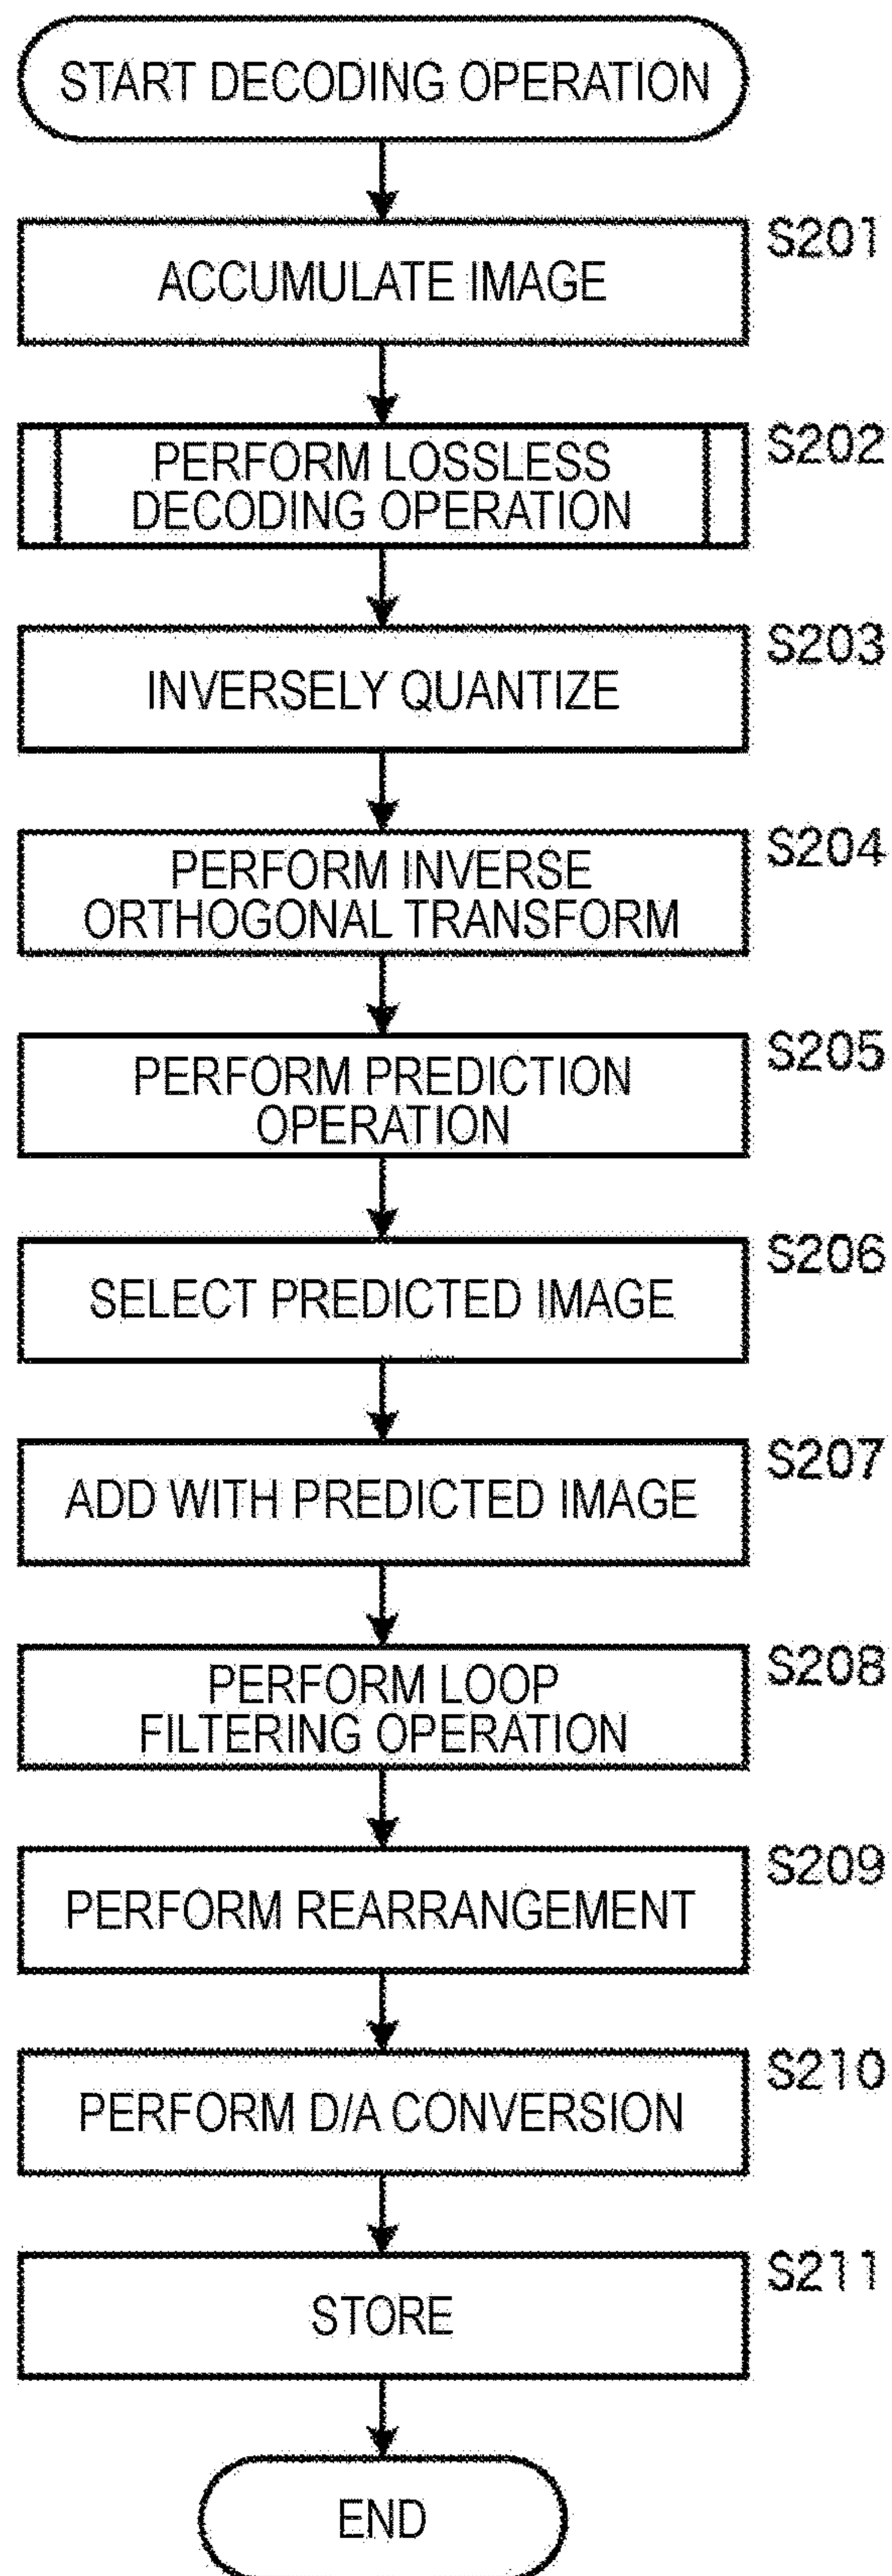 START DECODING OPERATION
S201
ACCUMULATE IMAGE
S202
PERFORM LOSSLESS
DECODING OPERATION
S203
INVERSELY QUANTIZE
S204
PERFORM INVERSE
ORTHOGONAL TRANSFORM
S205
PERFORM PREDICTION
OPERATION
S206
SELECT PREDICTED IMAGE
S207
ADD WITH PREDICTED IMAGE
S208
PERFORM LOOP
FILTERING OPERATION
S209
PERFORM REARRANGEMENT
S210
PERFORM D/A CONVERSION
S211
STORE
END